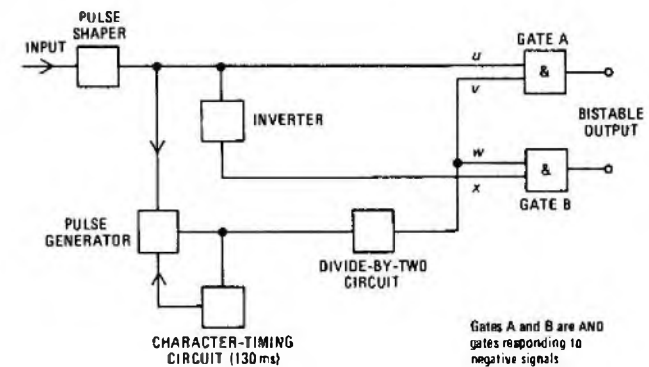 PULSE
SHAPER
INPUT
u
v
GATE A
&
INVERTER
BISTABLE
OUTPUT
w
x
&
GATE B
PULSE
GENERATOR
DIVIDE-BY-TWO
CIRCUIT
CHARACTER-TIMING
CIRCUIT (130 ms)
Gates A and B are AND
gates responding to
negative signals